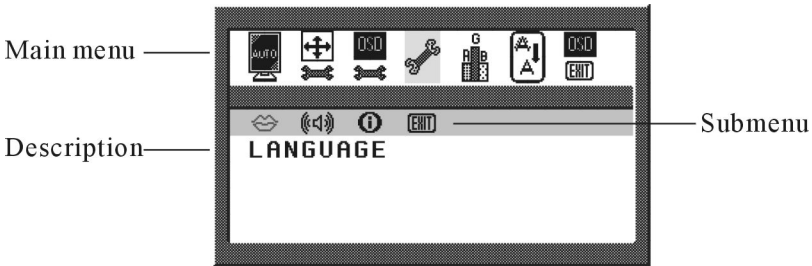 Main menu
AUTO
OSD
G
R B
A
A
OSD
EXIT
EXIT
Submenu
Description
LANGUAGE